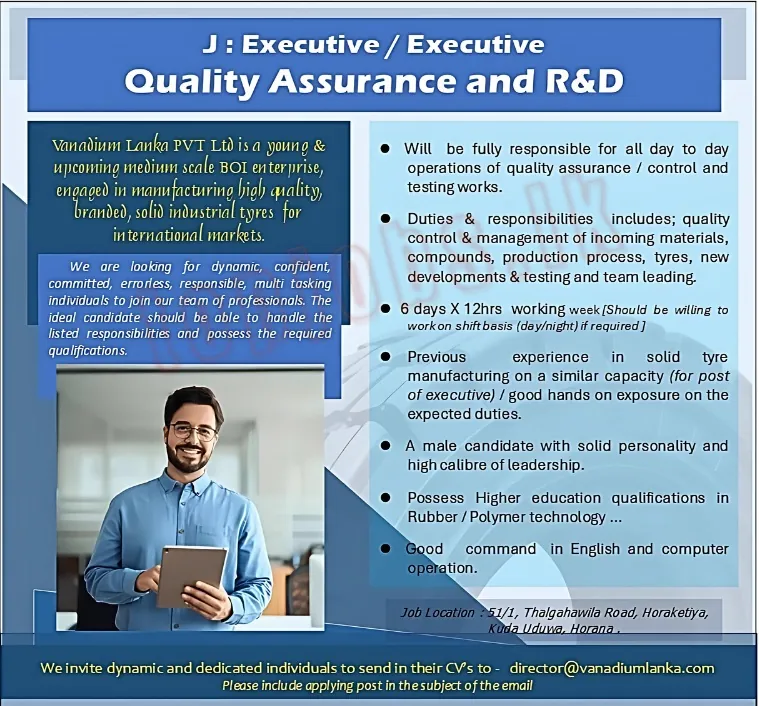 J : Executive / Executive
Quality Assurance and R&D
Vanadium Lanka PVT Ltd is a young &
upcoming medium scale BOI enterprise,
engaged in manufacturing high quality,
branded, solid industrial tyres for
international markets.
We are looking for dynamic, confident,
committed, errorless, responsible, multi tasking
individuals to join our team of professionals. The
ideal candidate should be able to handle the
listed responsibilities and possess the required
qualifications.
● Will be fully responsible for all day to day
operations of quality assurance / control and
testing works.
● Duties & responsibilities includes; quality
control & management of incoming materials,
compounds, production process, tyres, new
developments & testing and team leading.
● 6 days X 12hrs working week [Should be willing to
work on shift basis (day/night) if required ]
● Previous experience in solid tyre
manufacturing on a similar capacity (for post
of executive) / good hands on exposure on the
expected duties.
● A male candidate with solid personality and
high calibre of leadership.
● Possess Higher education qualifications in
Rubber / Polymer technology ...
● Good command in English and computer
operation.
Job Location : 51/1, Thalgahawila Road, Horaketiya,
Kuda Uduwa, Horana .
We invite dynamic and dedicated individuals to send in their CV's to - director@vanadiumlanka.com
Please include applying post in the subject of the email